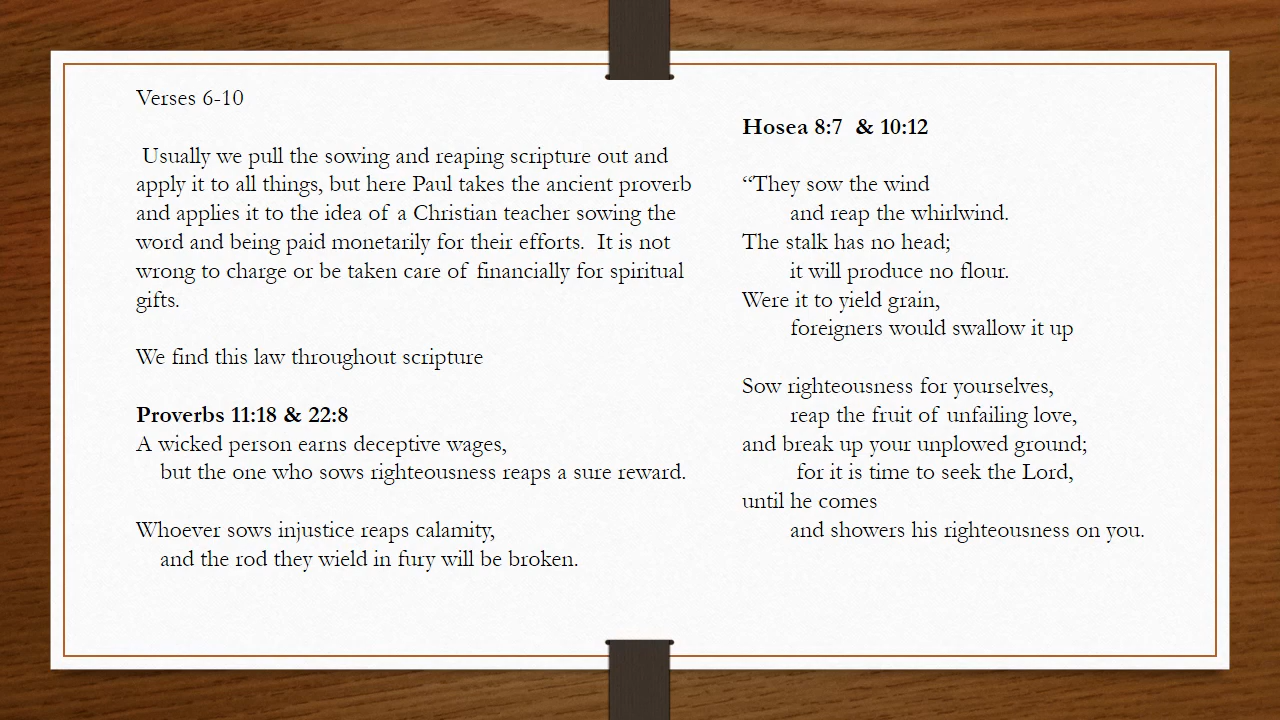 Verses 6-10
Usually we pull the sowing and reaping scripture out and
apply it to all things, but here Paul takes the ancient proverb
and applies it to the idea of a Christian teacher sowing the
word and being paid monetarily for their efforts.  It is not
wrong to charge or be taken care of financially for spiritual
gifts.
We find this law throughout scripture
Proverbs 11:18 & 22:8
A wicked person earns deceptive wages,
but the one who sows righteousness reaps a sure reward.
Whoever sows injustice reaps calamity,
and the rod they wield in fury will be broken.
Hosea 8:7  & 10:12
“They sow the wind
and reap the whirlwind.
The stalk has no head;
it will produce no flour.
Were it to yield grain,
foreigners would swallow it up
Sow righteousness for yourselves,
reap the fruit of unfailing love,
and break up your unplowed ground;
for it is time to seek the Lord,
until he comes
and showers his righteousness on you.